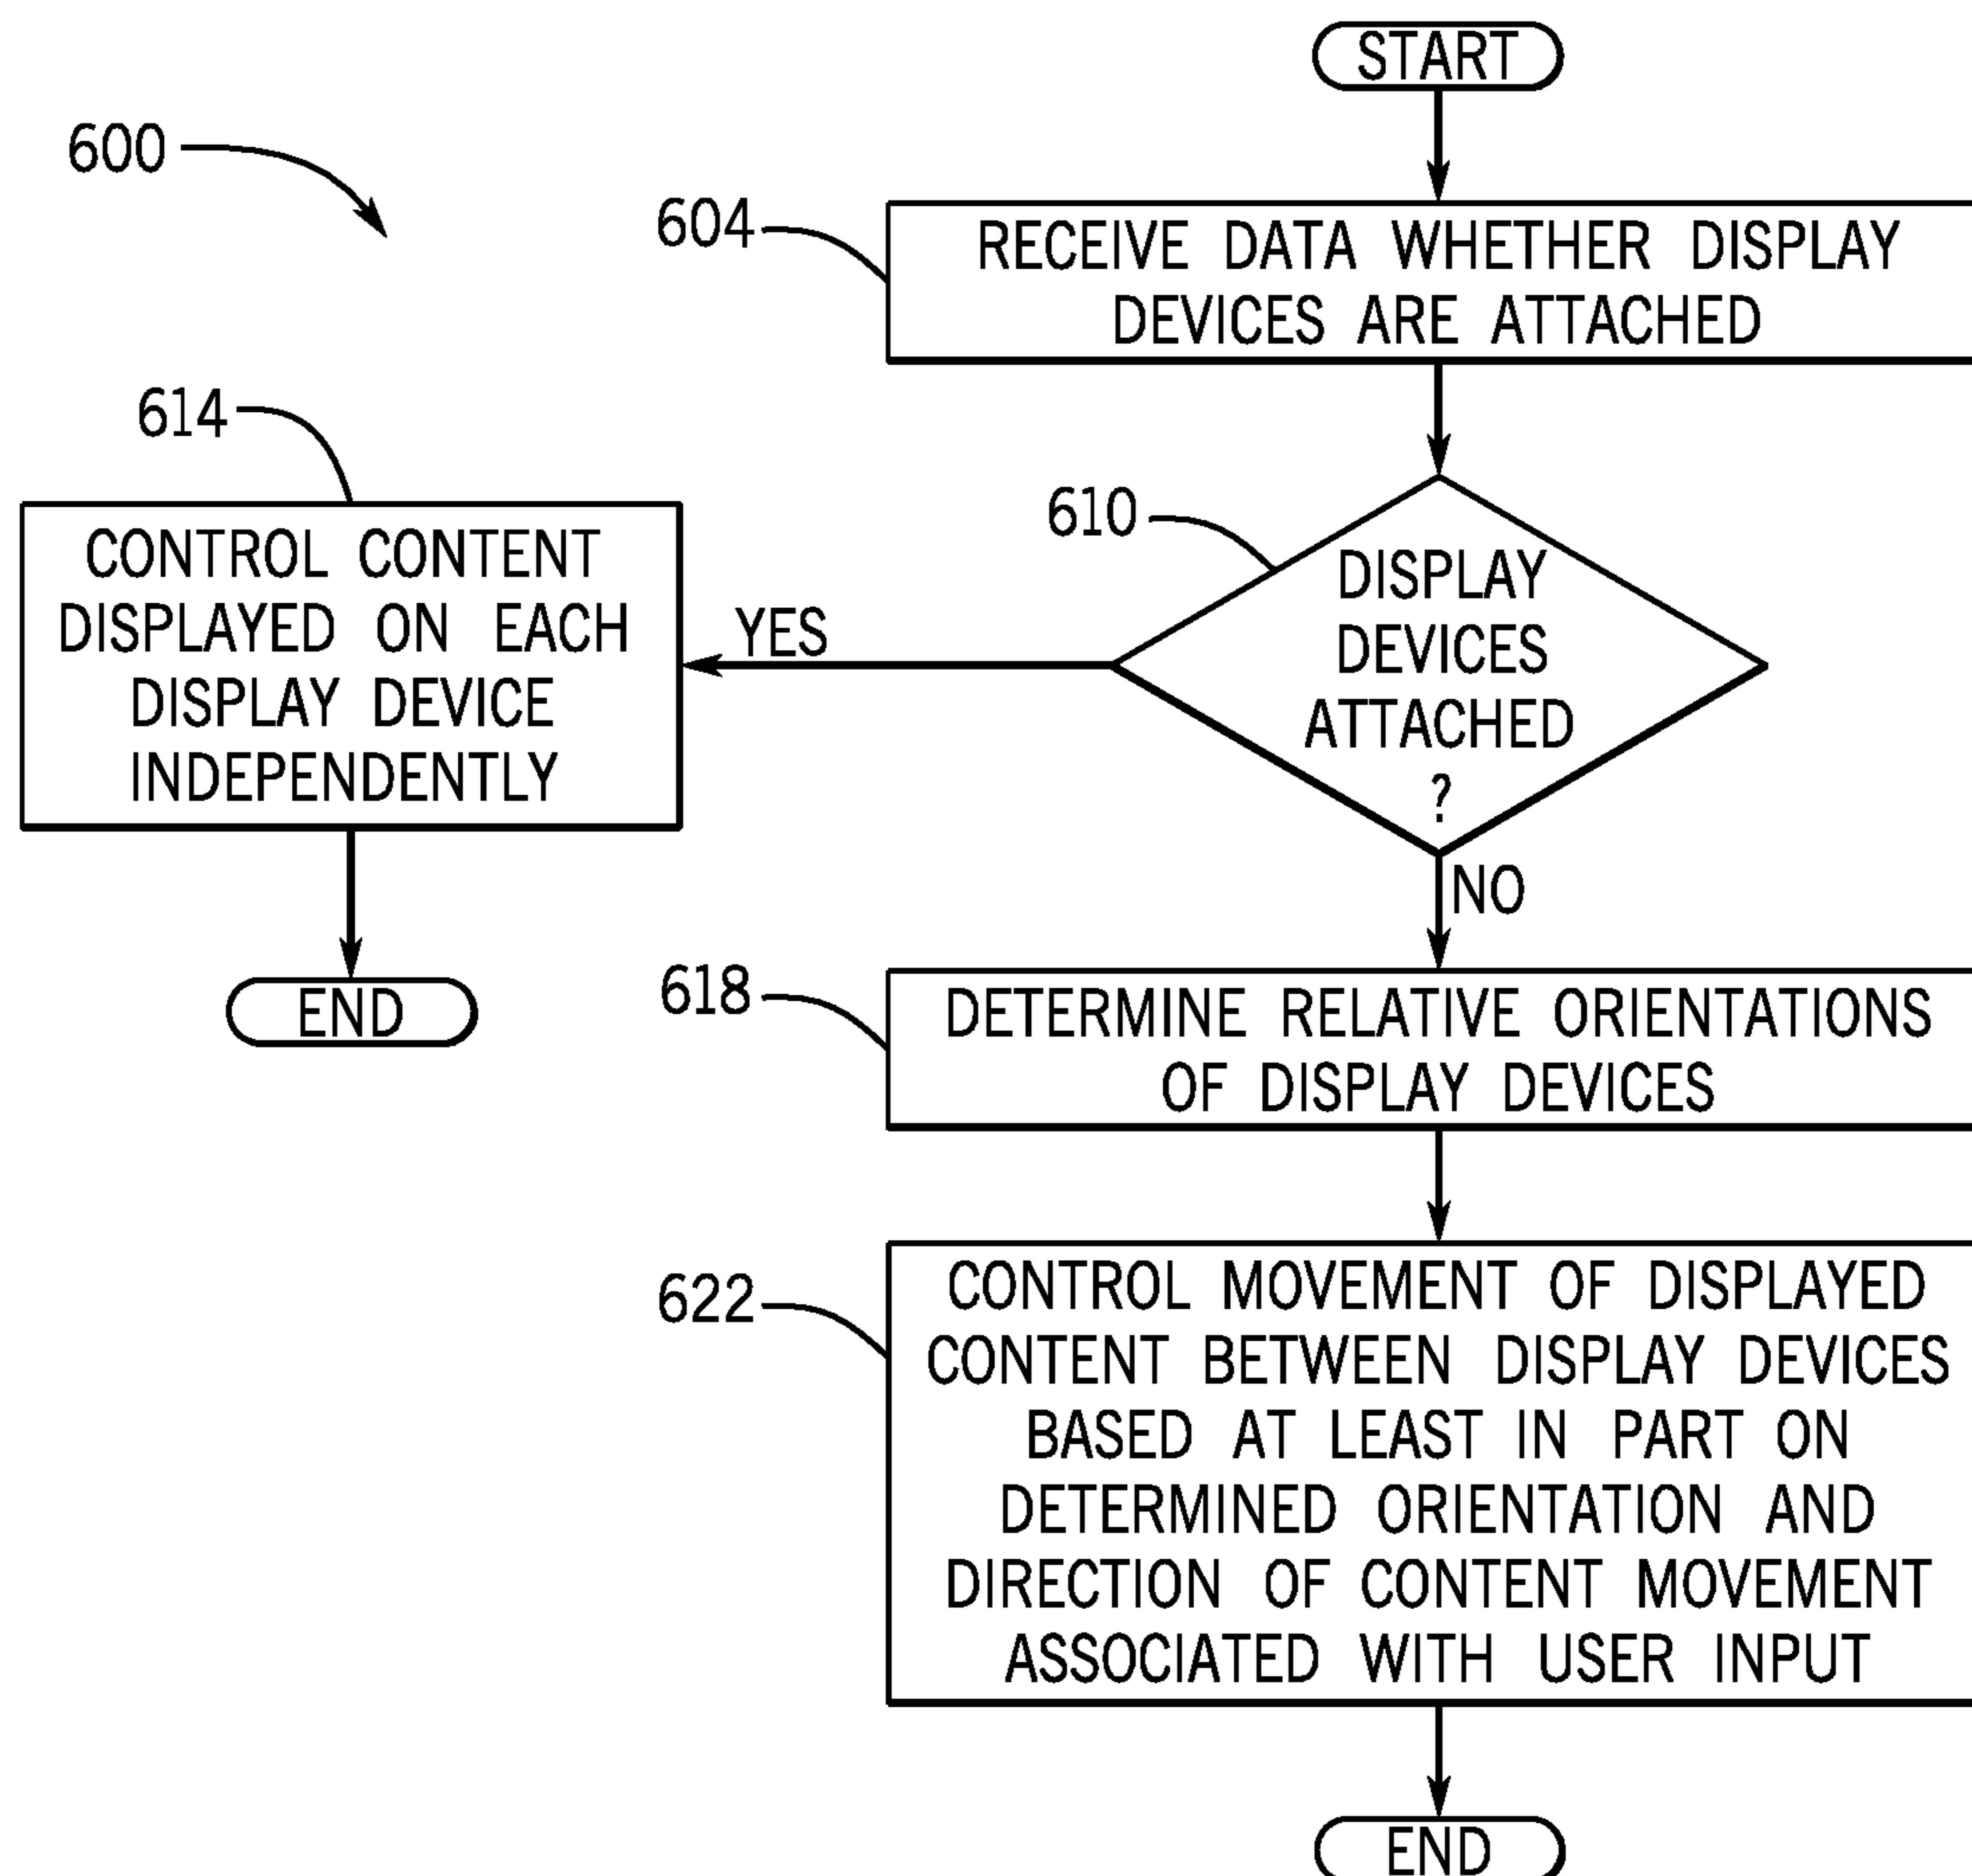 START
600
604
RECEIVE DATA WHETHER DISPLAY
DEVICES ARE ATTACHED
614
610
DISPLAY
DEVICES
ATTACHED
?
YES
CONTROL CONTENT
DISPLAYED ON EACH
DISPLAY DEVICE
INDEPENDENTLY
END
NO
618
DETERMINE RELATIVE ORIENTATIONS
OF DISPLAY DEVICES
622
CONTROL MOVEMENT OF DISPLAYED
CONTENT BETWEEN DISPLAY DEVICES
BASED AT LEAST IN PART ON
DETERMINED ORIENTATION AND
DIRECTION OF CONTENT MOVEMENT
ASSOCIATED WITH USER INPUT
END